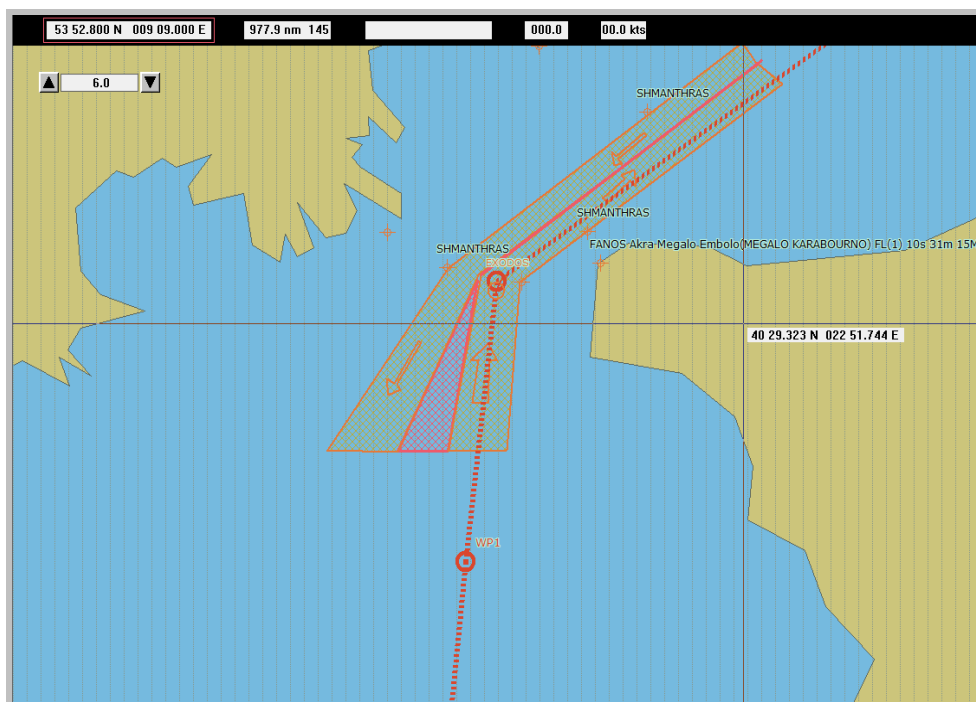 53 52.800 N 009 09.000 E
977.9 nm 145
000.0
00.0 kts
6.0
SHMANTHRAS
SHMANTHRAS
FANOS Akra Megalo Embolo(MEGALO KARABOURNO) FL(1) 10s 31m 15M
SHMANTHRAS
EXODOS
40 29.323 N 022 51.744 E
WP1